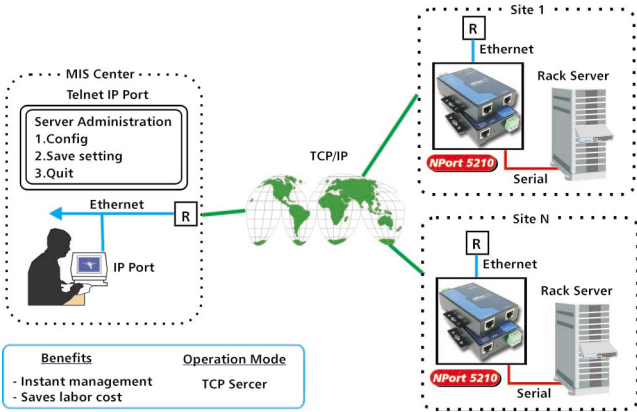 MIS Center
Telnet IP Port
Server Administration
1.Config
2.Save setting
3.Quit
Ethernet
R
IP Port
TCP/IP
Site 1
R
Ethernet
Rack Server
NPort 5210
Serial
Site N
R
Ethernet
Rack Server
NPort 5210
Serial
Benefits
- Instant management
- Saves labor cost
Operation Mode
TCP Sercer